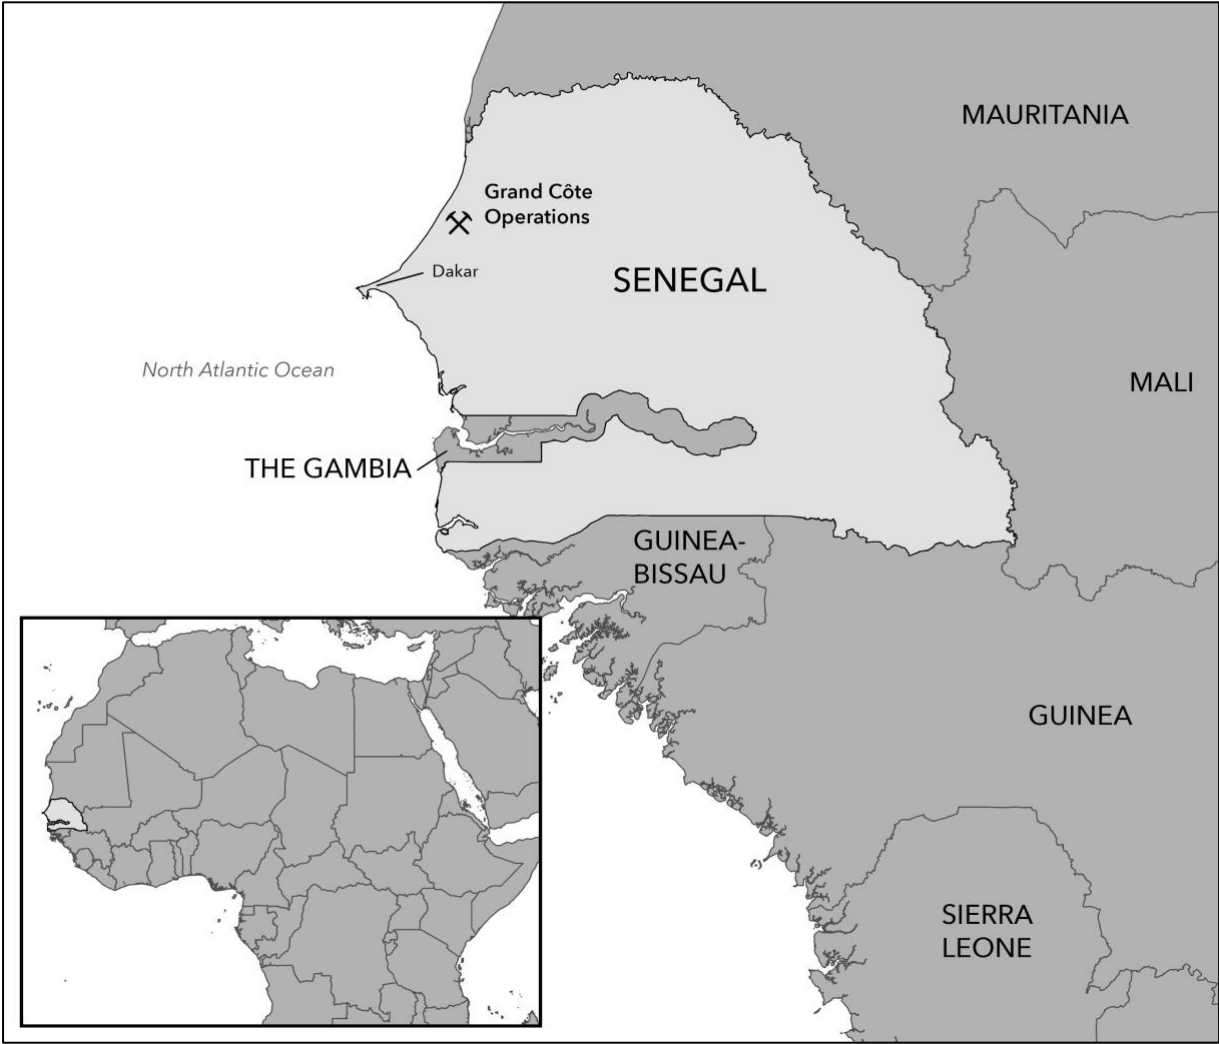 MAURITANIA
Grand Côte
Operations
Dakar
SENEGAL
North Atlantic Ocean
MALI
THE GAMBIA
GUINEA-
BISSAU
GUINEA
SIERRA
LEONE